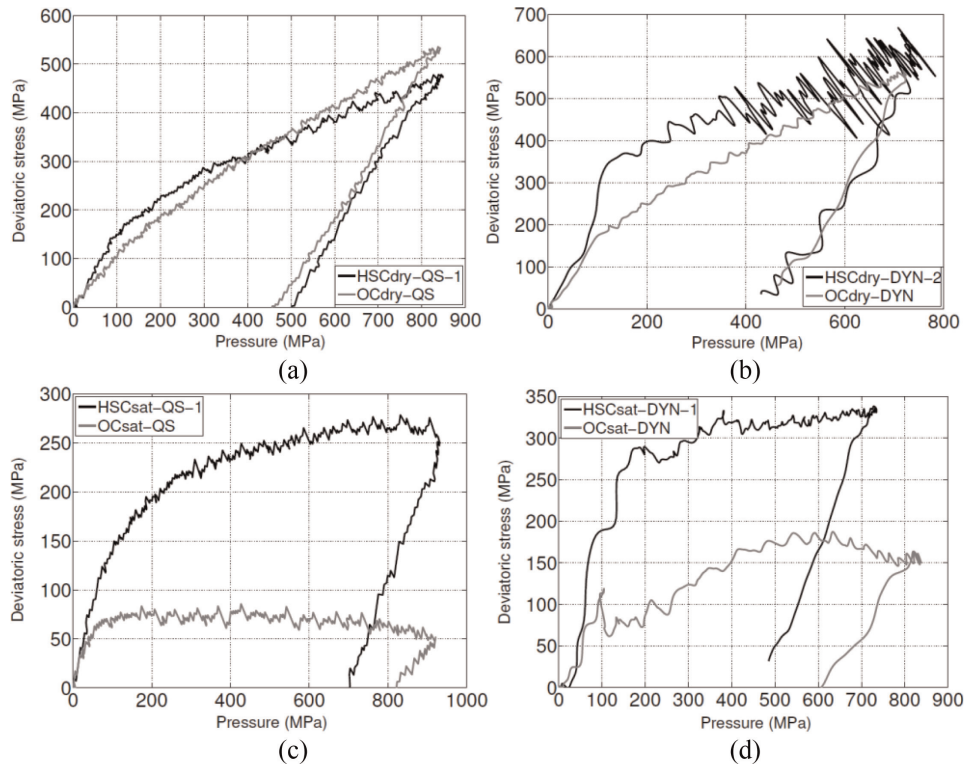 600
500
400
300
200
100
0
Deviatoric stress (MPa)
0 100 200 300 400 500 600 700 800 900
Pressure (MPa)
HSCdry-QS-1
OCdry-QS
(a)
700
600
500
400
300
200
100
0
Deviatoric stress (MPa)
0 200 400 600 800
Pressure (MPa)
HSCdry-DYN-2
OCdry-DYN
(b)
300
250
200
150
100
50
0
Deviatoric stress (MPa)
0 200 400 600 800 1000
Pressure (MPa)
HSCsat-QS-1
OCsat-QS
(c)
350
300
250
200
150
100
50
0
Deviatoric stress (MPa)
0 100 200 300 400 500 600 700 800 900
Pressure (MPa)
HSCsat-DYN-1
OCsat-DYN
(d)